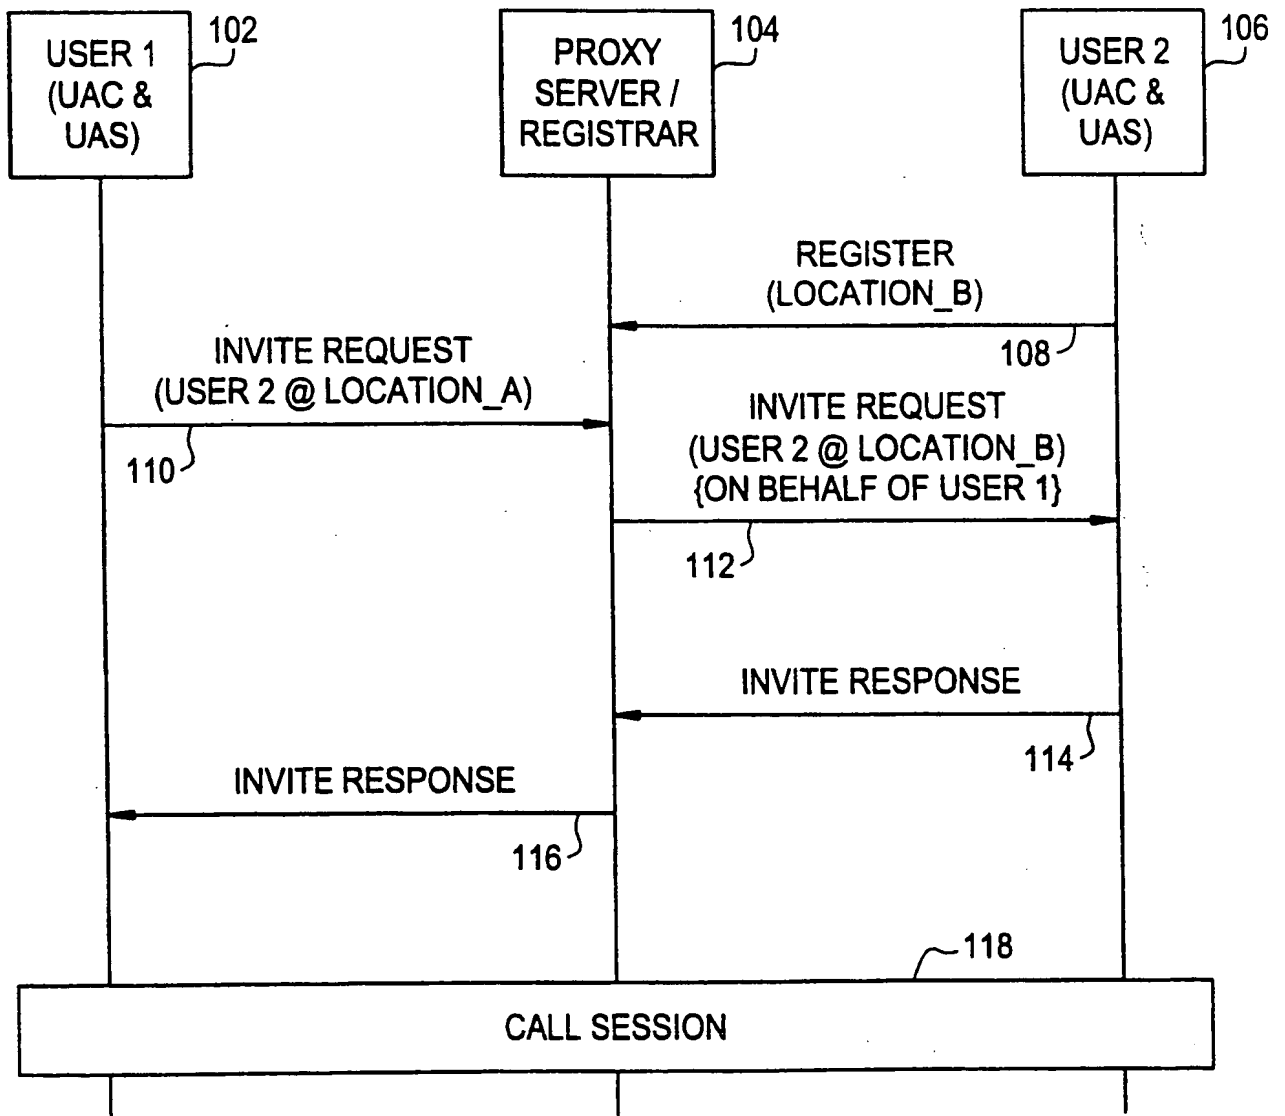 USER 1
(UAC &
UAS)
102
PROXY
SERVER /
REGISTRAR
104
USER 2
(UAC &
UAS)
106
REGISTER
(LOCATION_B)
108
INVITE REQUEST
(USER 2 @ LOCATION_A)
110
INVITE REQUEST
(USER 2 @ LOCATION_B)
{ON BEHALF OF USER 1}
112
INVITE RESPONSE
114
INVITE RESPONSE
116
118
CALL SESSION